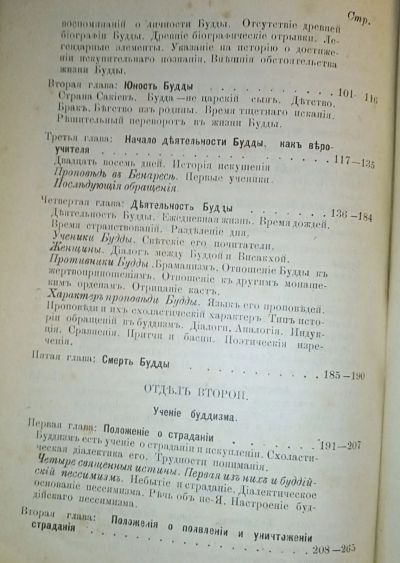 Стр.
воспоминаній о личности Будды. Отсутствіе древней
біографіи Будды. Древніе біографическіе отрывки. Ле-
гендарные элементы. Указаніе на исторію о достиже-
ніи искупительнаго познанія. Внѣшнія обстоятельства
жизни Будды.
Вторая глава: Юность Будды 101— 116
Страна Сакіевъ. Будда—не царскій сынъ. Дѣтство.
Бракъ. Бѣгство изъ родины. Время тщетнаго исканія.
Рѣшительный переворотъ въ жизни Будды.
Третья глава: Начало дѣятельности Будды, какъ вѣро-
учителя 117—135
Двадцать восемь дней. Исторія искушенія
Проповѣдь въ Бенаресѣ. Первые ученики.
Послѣдующія обращенія.
Четвертая глава: Дѣятельность Будды 136 —184
Дѣятельность Будды. Ежедневная жизнь. Время дождей.
Время странствованій. Раздѣленіе дня.
Ученики Будды. Свѣтскіе его почитатели.
Женщины. Діалогъ между Буддой и Висакхой.
Противники Будды. Браманизмъ. Отношеніе Будды къ
жертвоприношеніямъ. Отношеніе къ другимъ монаше-
скимъ орденамъ. Отрицаніе кастъ.
Характеръ проповѣди Будды. Языкъ его проповѣдей.
Проповѣди и ихъ схоластическій характеръ. Типъ исто-
ріи обращеній въ буддизмъ. Діалоги. Аналогія. Индук-
ція. Сравненія. Притчи и басни. Поэтическія изре-
ченія.
Пятая глава: Смерть Будды 185 —190
ОТДѢЛЪ ВТОРОЙ.
Ученіе буддизма.
Первая глава: Положеніе о страданіи 191—207
Буддизмъ есть ученіе о страданіи и искупленіи. Схоласти-
ческая діалектика его. Трудности пониманія.
Четыре священныя истины. Первая изъ нихъ и буддій-
скій пессимизмъ. Небытіе и страданіе. Діалектическое
основаніе пессимизма. Рѣчь объ не-Я. Настроеніе буд-
дійскаго пессимизма.
Вторая глава: Положенія о появленіи и уничтоженіи
страданія 208 —265